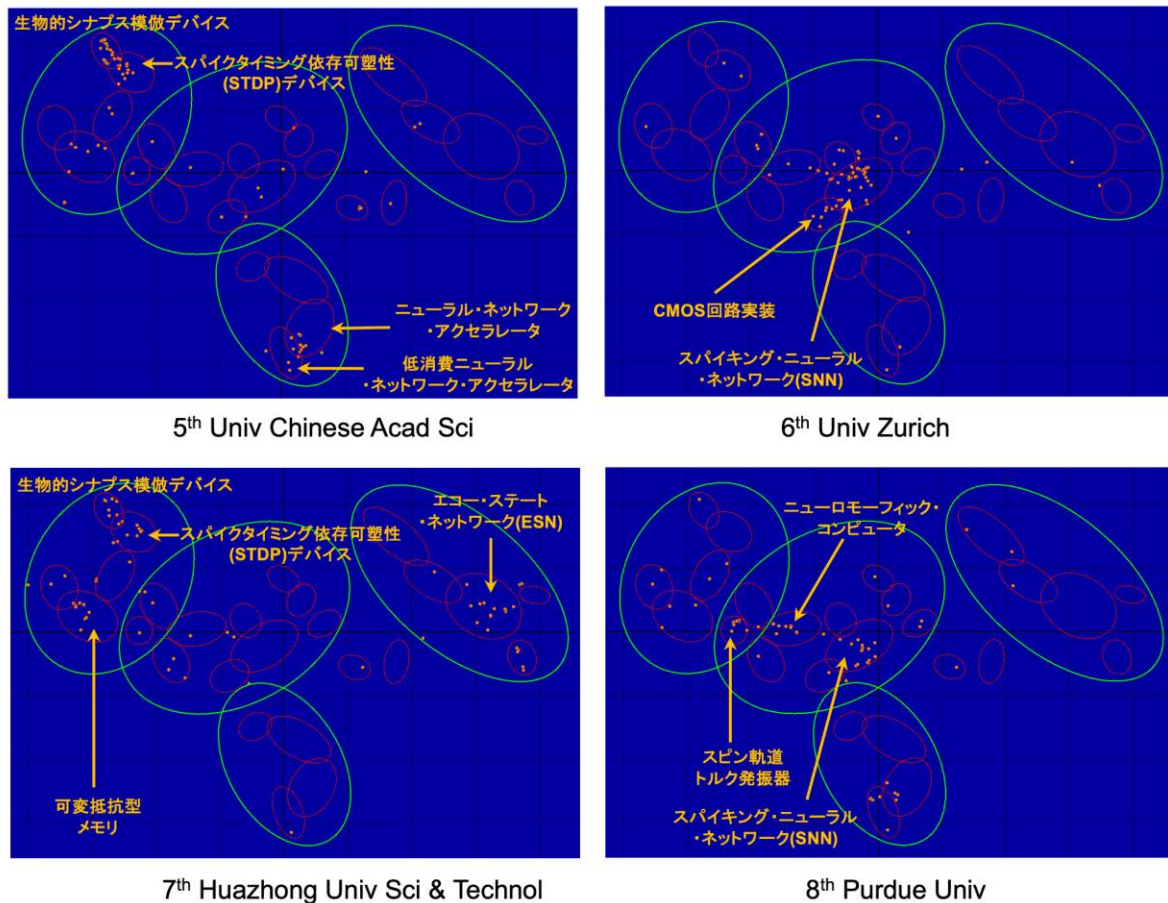 生物的シナプス模倣デバイス
スパイクタイミング依存可塑性
(STDP)デバイス
ニューラル・ネットワーク
・アクセラレータ
低消費ニューラル
・ネットワーク・アクセラレータ
5th Univ Chinese Acad Sci
CMOS回路実装
スパイキング・ニューラル
・ネットワーク(SNN)
6th Univ Zurich
生物的シナプス模倣デバイス
スパイクタイミング依存可塑性
(STDP)デバイス
エコー・ステート
・ネットワーク(ESN)
可変抵抗型
メモリ
7th Huazhong Univ Sci & Technol
ニューロモーフィック・
コンピュータ
スピン軌道
トルク発振器
スパイキング・ニューラル
・ネットワーク(SNN)
8th Purdue Univ